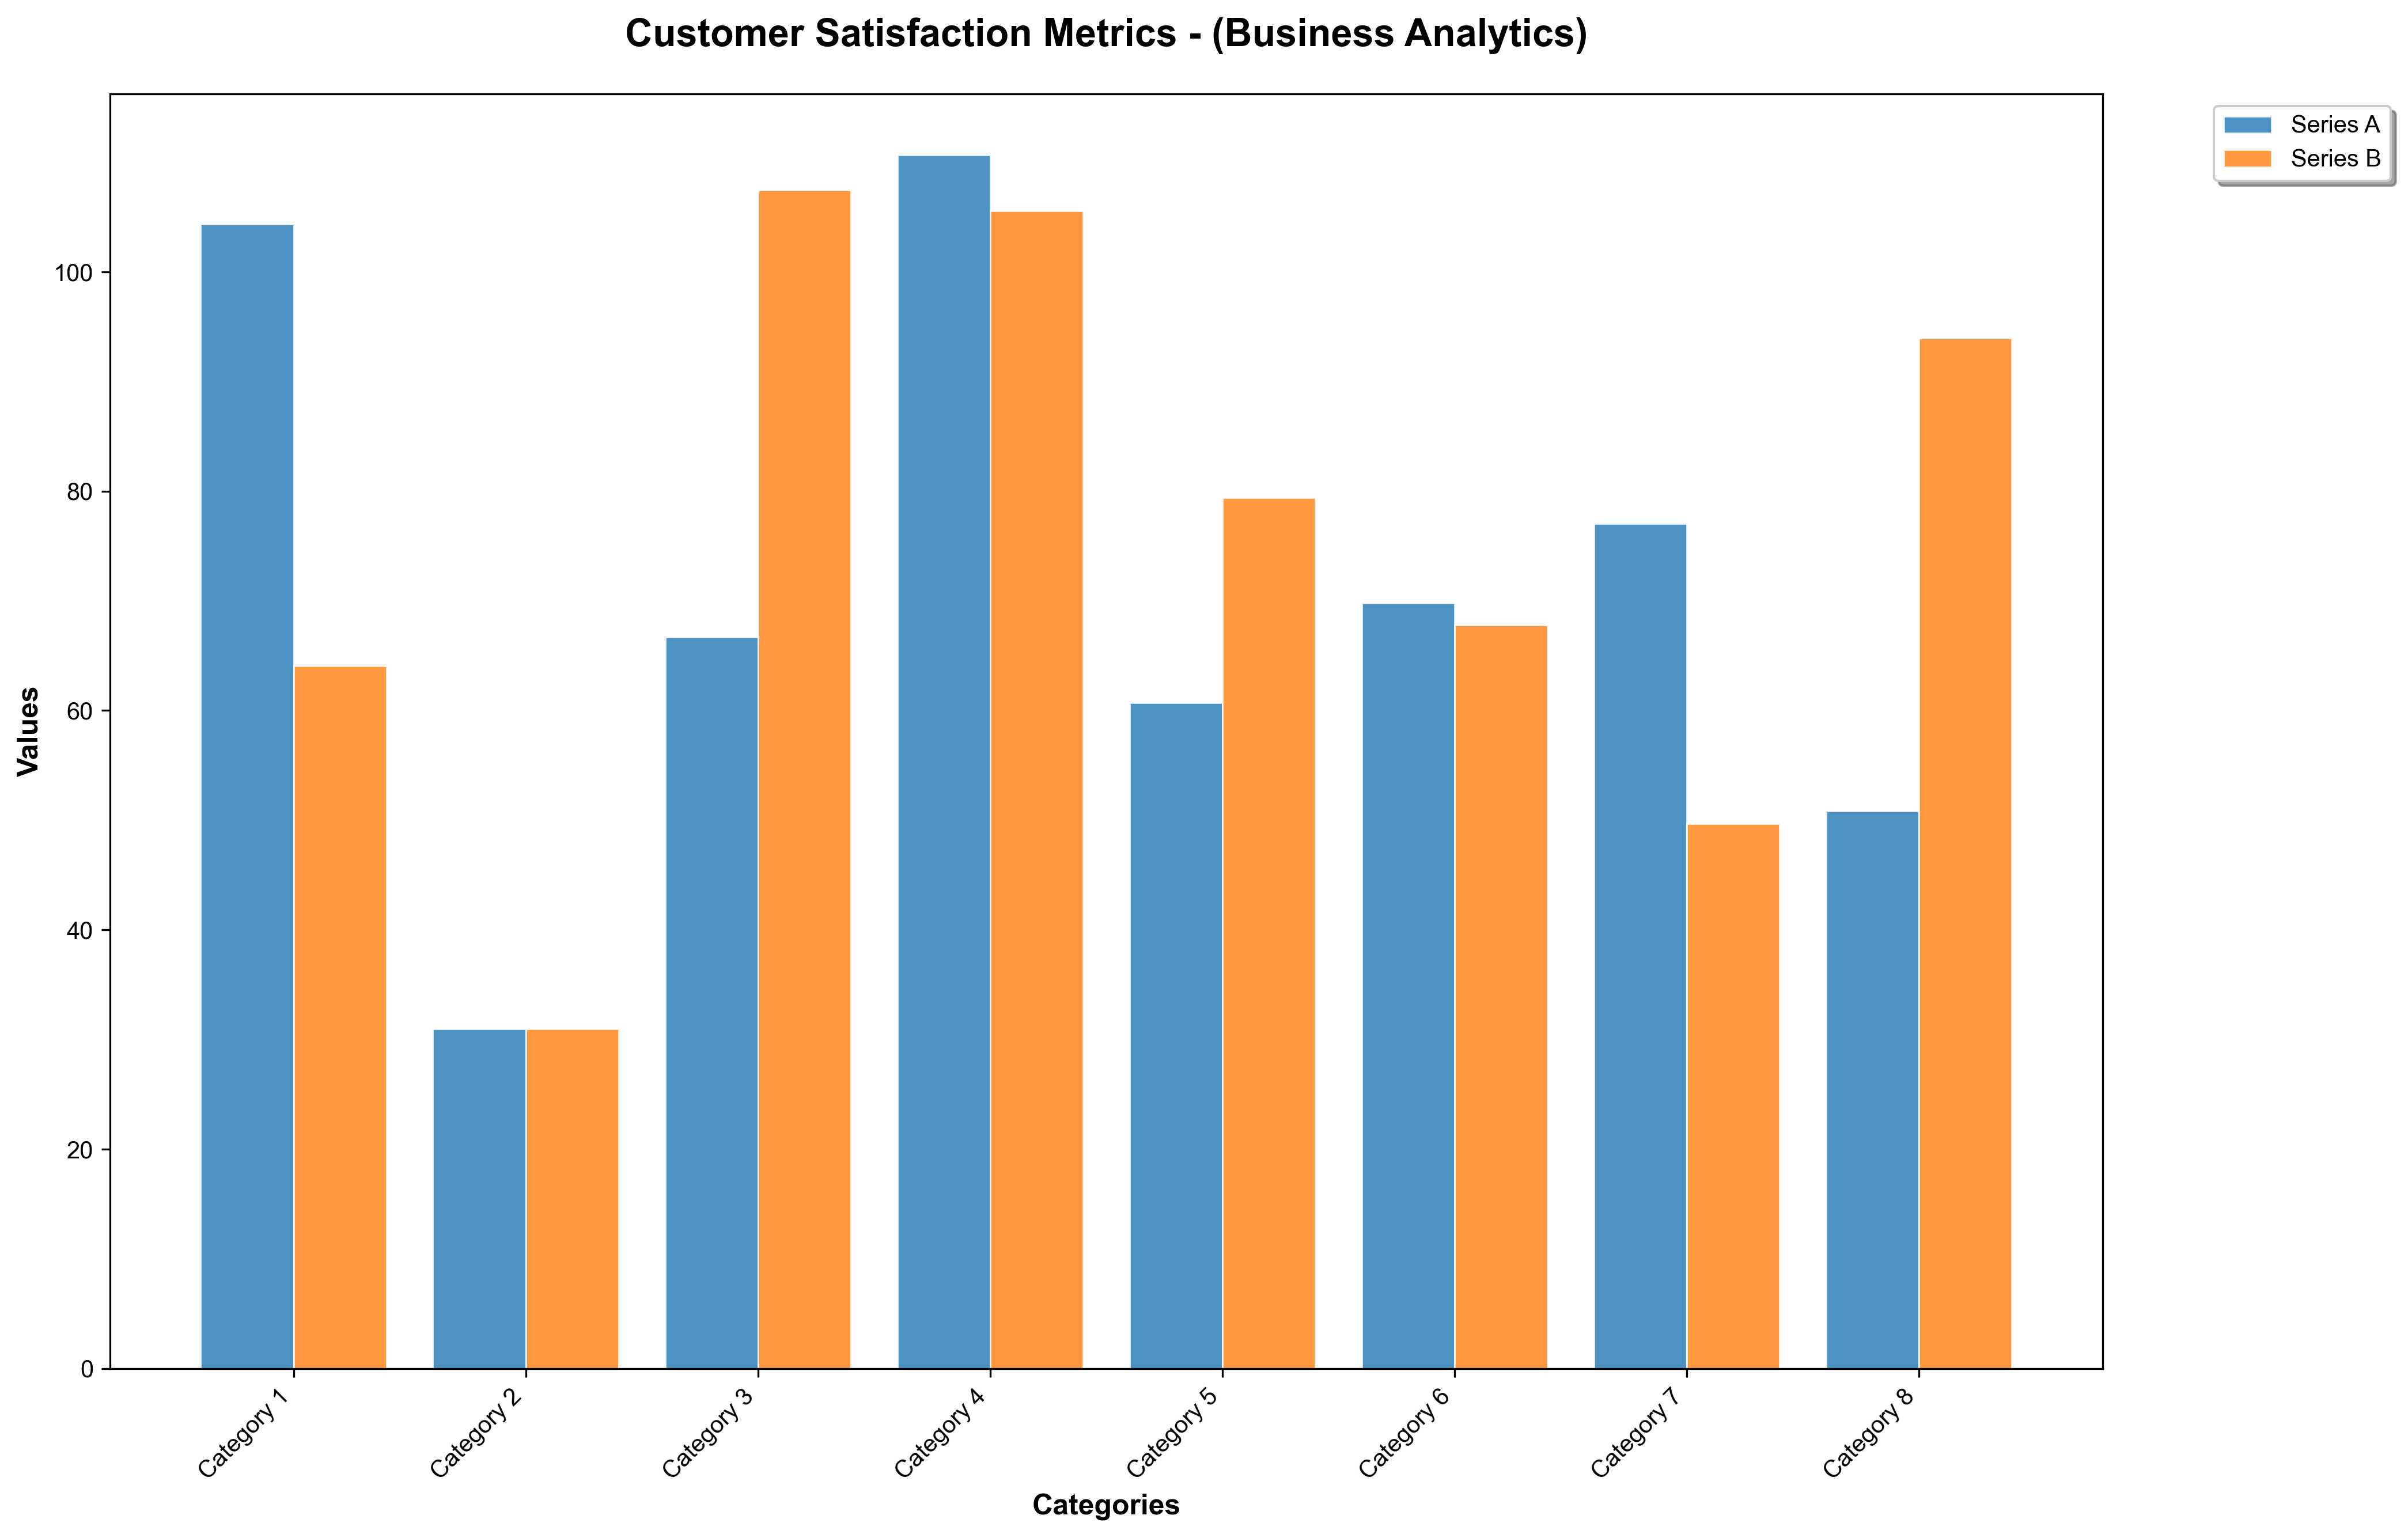 Customer Satisfaction Metrics - (Business Analytics)
Series A
Series B
100
80
60
40
20
0
Values
Category 1
Category 2
Category 3
Category 4
Category 5
Category 6
Category 7
Category 8
Categories